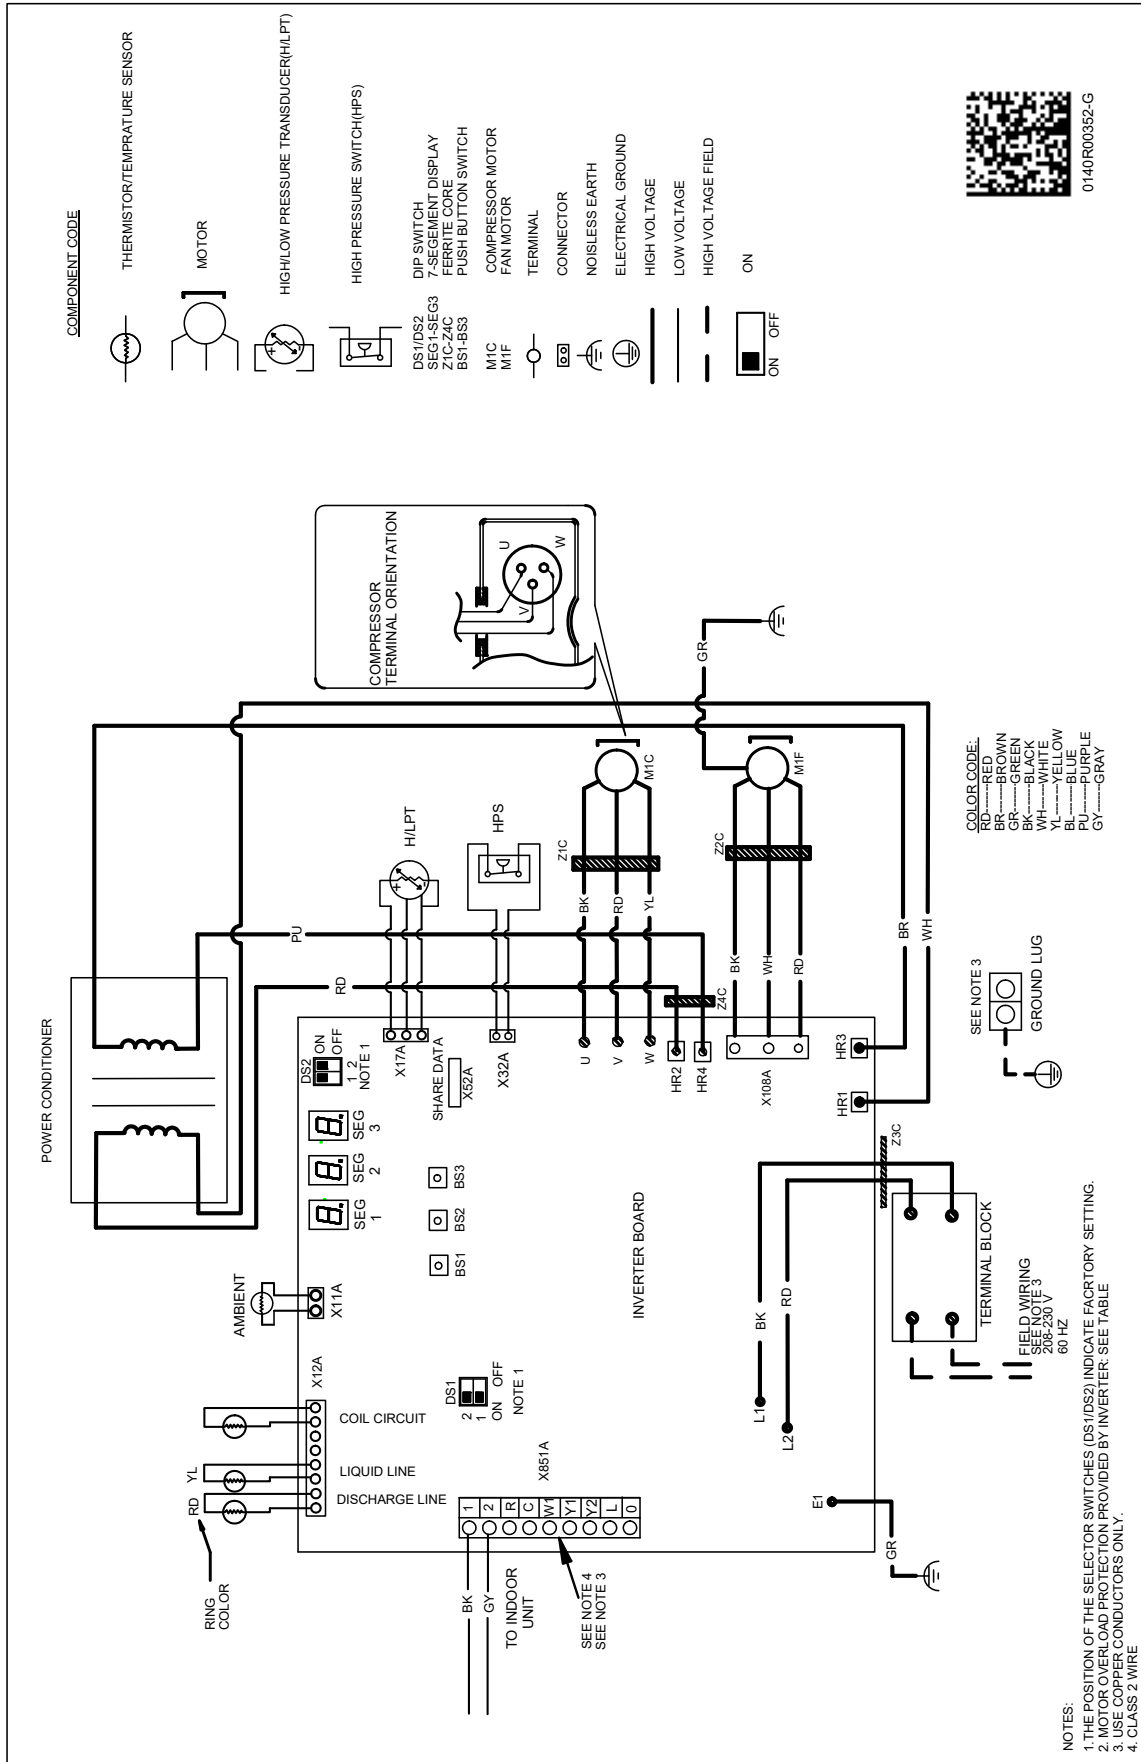 COMPONENT CODE
THERMISTOR/TEMPRATURE SENSOR
MOTOR
HIGH/LOW PRESSURE TRANSDUCER(H/LPT)
HIGH PRESSURE SWITCH(HPS)
DS1/DS2 DIP SWITCH
SEG1-SEG3 7-SEGEMENT DISPLAY
Z1C-Z4C FERRITE CORE
BS1-BS3 PUSH BUTTON SWITCH
M1C COMPRESSOR MOTOR
M1F FAN MOTOR
TERMINAL
CONNECTOR
NOISLESS EARTH
ELECTRICAL GROUND
HIGH VOLTAGE
LOW VOLTAGE
HIGH VOLTAGE FIELD
ON
ON OFF
0140R00352-G
POWER CONDITIONER
COMPRESSOR
TERMINAL ORIENTATION
U
V
W
RING
COLOR
RD
YL
X12A
COIL CIRCUIT
LIQUID LINE
DISCHARGE LINE
AMBIENT
X11A
SEG
1
SEG
2
SEG
3
DS2
ON
OFF
1 2
NOTE 1
RD
PU
X17A
H/LPT
SHARE DATA
X52A
X32A
HPS
BS1
BS2
BS3
DS1
2
1
ON OFF
NOTE 1
X851A
1
2
R
C
W1
Y1
Y2
L
0
BK
GY
TO INDOOR
UNIT
SEE NOTE 4
SEE NOTE 3
INVERTER BOARD
U
V
W
BK
RD
YL
Z1C
M1C
HR2
HR4
Z4C
X108A
BK
WH
RD
Z2C
M1F
GR
HR1
HR3
BR
WH
Z3C
L1
L2
BK
RD
E1
GR
TERMINAL BLOCK
FIELD WIRING
SEE NOTE 3
208-230 V
60 HZ
SEE NOTE 3
GROUND LUG
COLOR CODE:
RD------RED
BR------BROWN
GR------GREEN
BK------BLACK
WH------WHITE
YL------YELLOW
BL------BLUE
PU------PURPLE
GY------GRAY
NOTES:
1.THE POSITION OF THE SELECTOR SWITCHES (DS1/DS2) INDICATE FACRTORY SETTING.
2. MOTOR OVERLOAD PROTECTION PROVIDED BY INVERTER: SEE TABLE
3. USE COPPER CONDUCTORS ONLY.
4. CLASS 2 WIRE